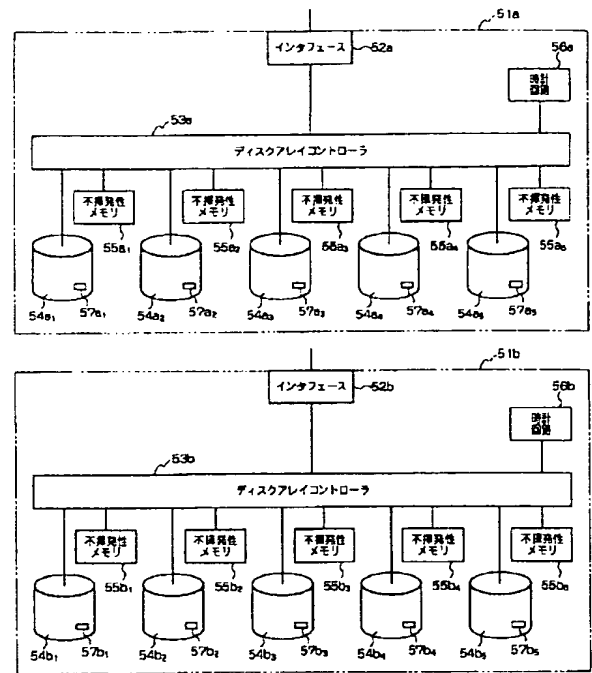 51a
インタフェース 52a
56a
時計
回路
53a
ディスクアレイコントローラ
不揮発性
メモリ
不揮発性
メモリ
不揮発性
メモリ
不揮発性
メモリ
不揮発性
メモリ
55a1 55a2 55a3 55a4 55a5
54a1 57a1 54a2 57a2 54a3 57a3 54a4 57a4 54a5 57a5
51b
インタフェース 52b
56b
時計
回路
53b
ディスクアレイコントローラ
不揮発性
メモリ
不揮発性
メモリ
不揮発性
メモリ
不揮発性
メモリ
不揮発性
メモリ
55b1 55b2 55b3 55b4 55b5
54b1 57b1 54b2 57b2 54b3 57b3 54b4 57b4 54b5 57b5